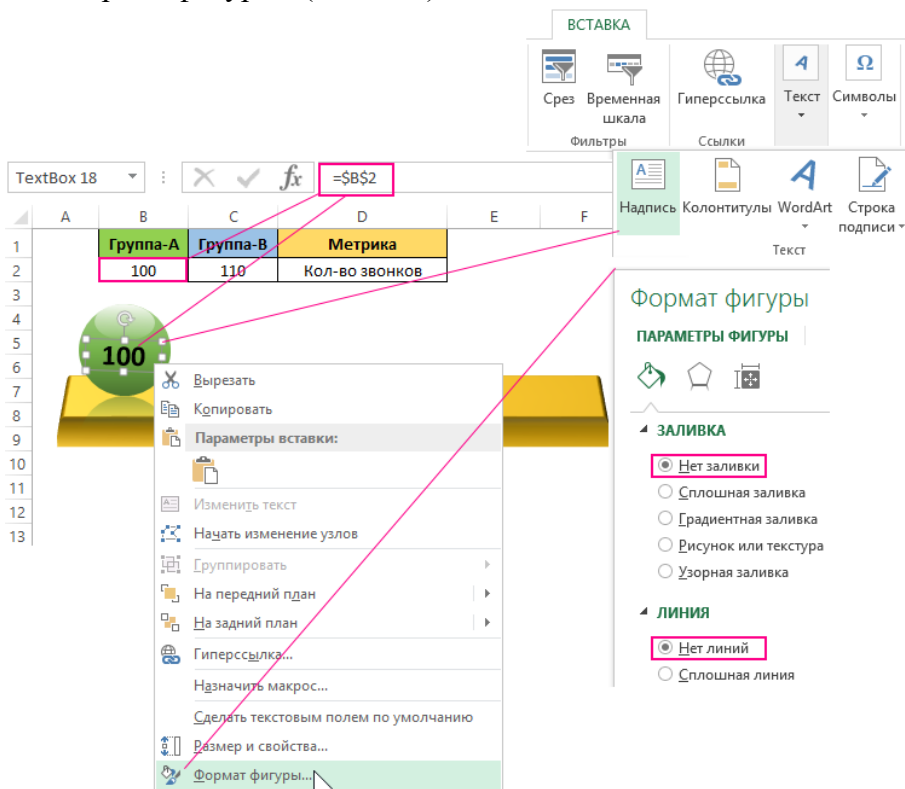 ВСТАВКА
Срез Временная шкала Гиперссылка Текст Символы
Фильтры Ссылки
Надпись Колонтитулы WordArt Строка подписи
Текст
TextBox 18 fx =$B$2
A B C D E F
1 Группа-А Группа-В Метрика
2 100 110 Кол-во звонков
3
4
5
6
7
8
9
10
11
12
13
100
Вырезать
Копировать
Параметры вставки:
Изменить текст
Начать изменение узлов
Группировать
На передний план
На задний план
Гиперссылка...
Назначить макрос...
Сделать текстовым полем по умолчанию
Размер и свойства...
Формат фигуры...
Формат фигуры
ПАРАМЕТРЫ ФИГУРЫ
ЗАЛИВКА
Нет заливки
Сплошная заливка
Градиентная заливка
Рисунок или текстура
Узорная заливка
ЛИНИЯ
Нет линий
Сплошная линия